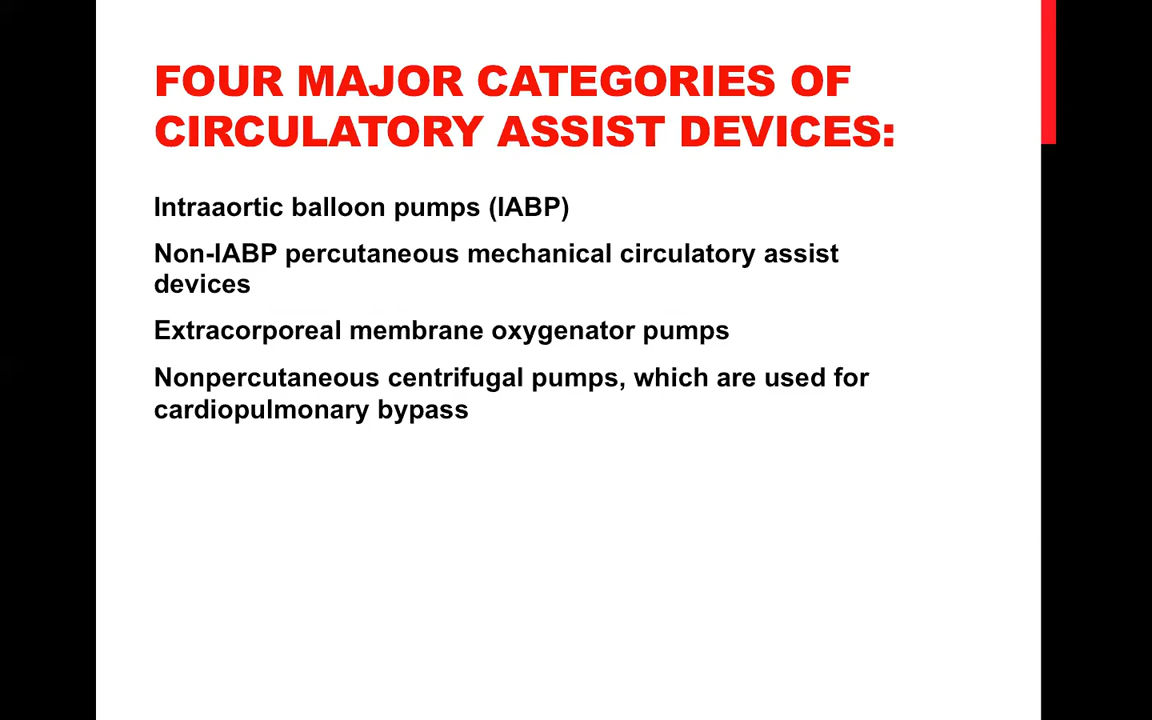 FOUR MAJOR CATEGORIES OF
CIRCULATORY ASSIST DEVICES:
Intraaortic balloon pumps (IABP)
Non-IABP percutaneous mechanical circulatory assist
devices
Extracorporeal membrane oxygenator pumps
Nonpercutaneous centrifugal pumps, which are used for
cardiopulmonary bypass